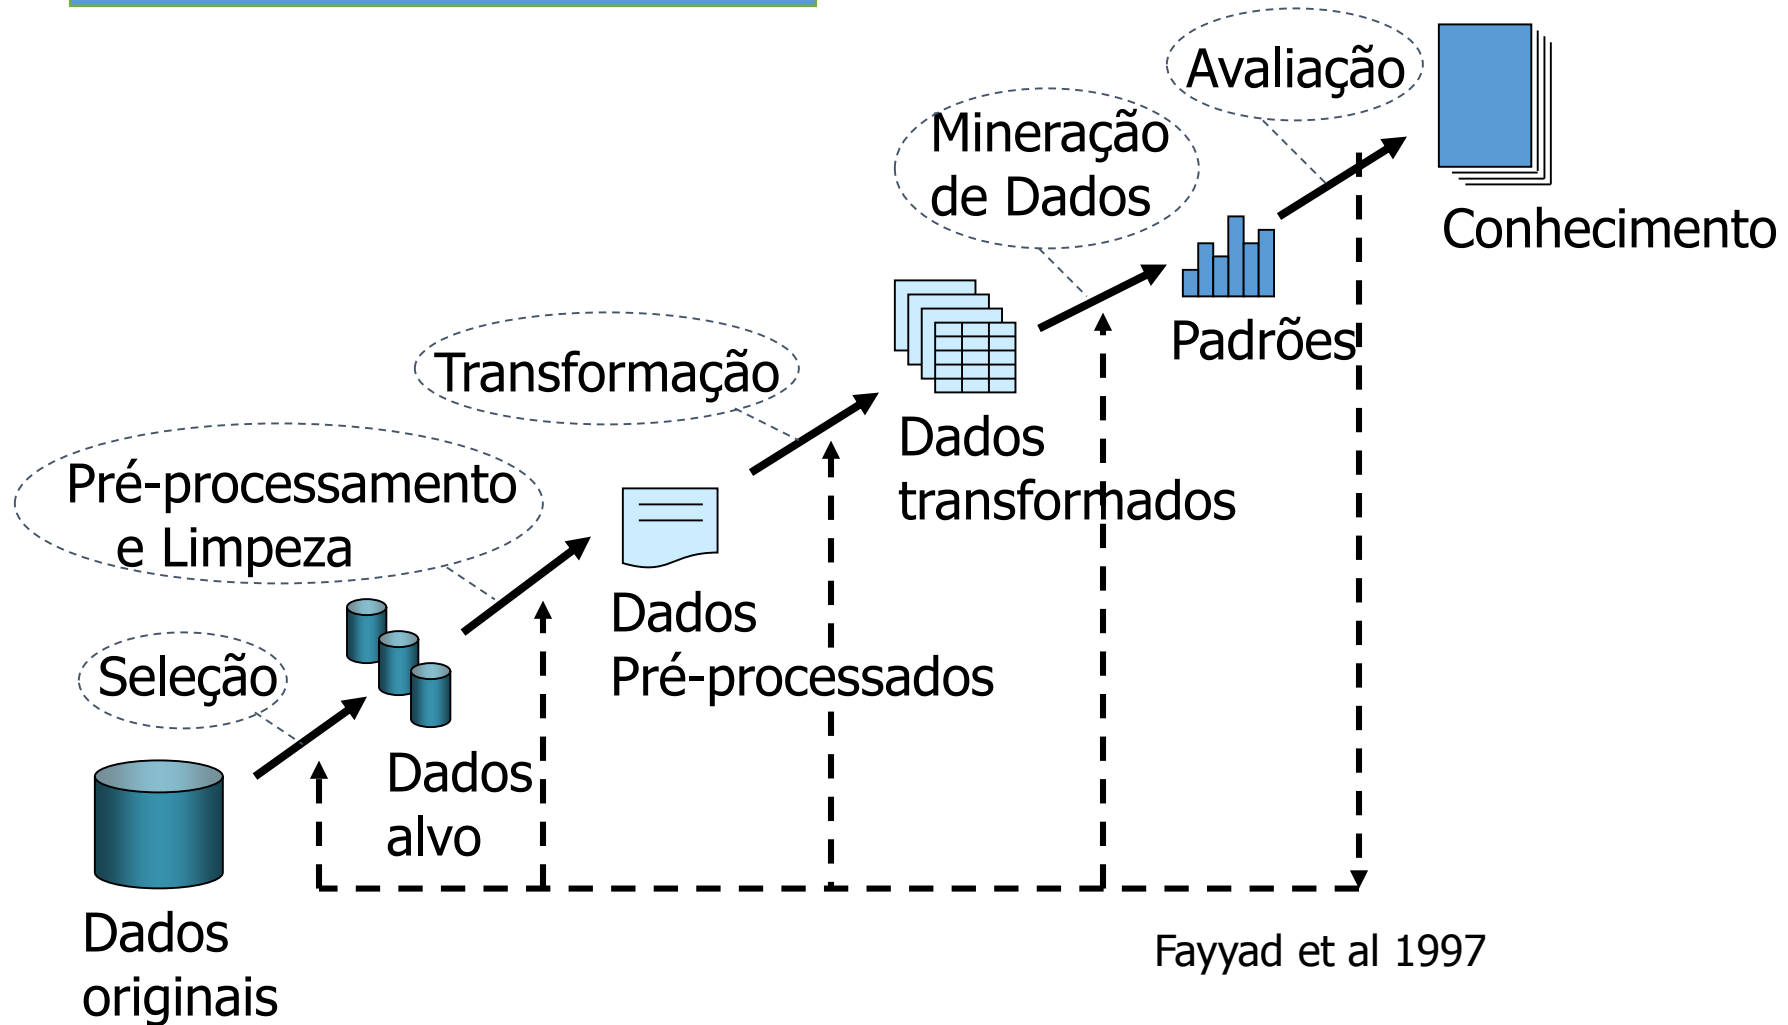 Avaliação
Mineração
de Dados
Conhecimento
Padrões
Transformação
Dados
transformados
Pré-processamento
e Limpeza
Dados
Pré-processados
Seleção
Dados
alvo
Dados
originais
Fayyad et al 1997